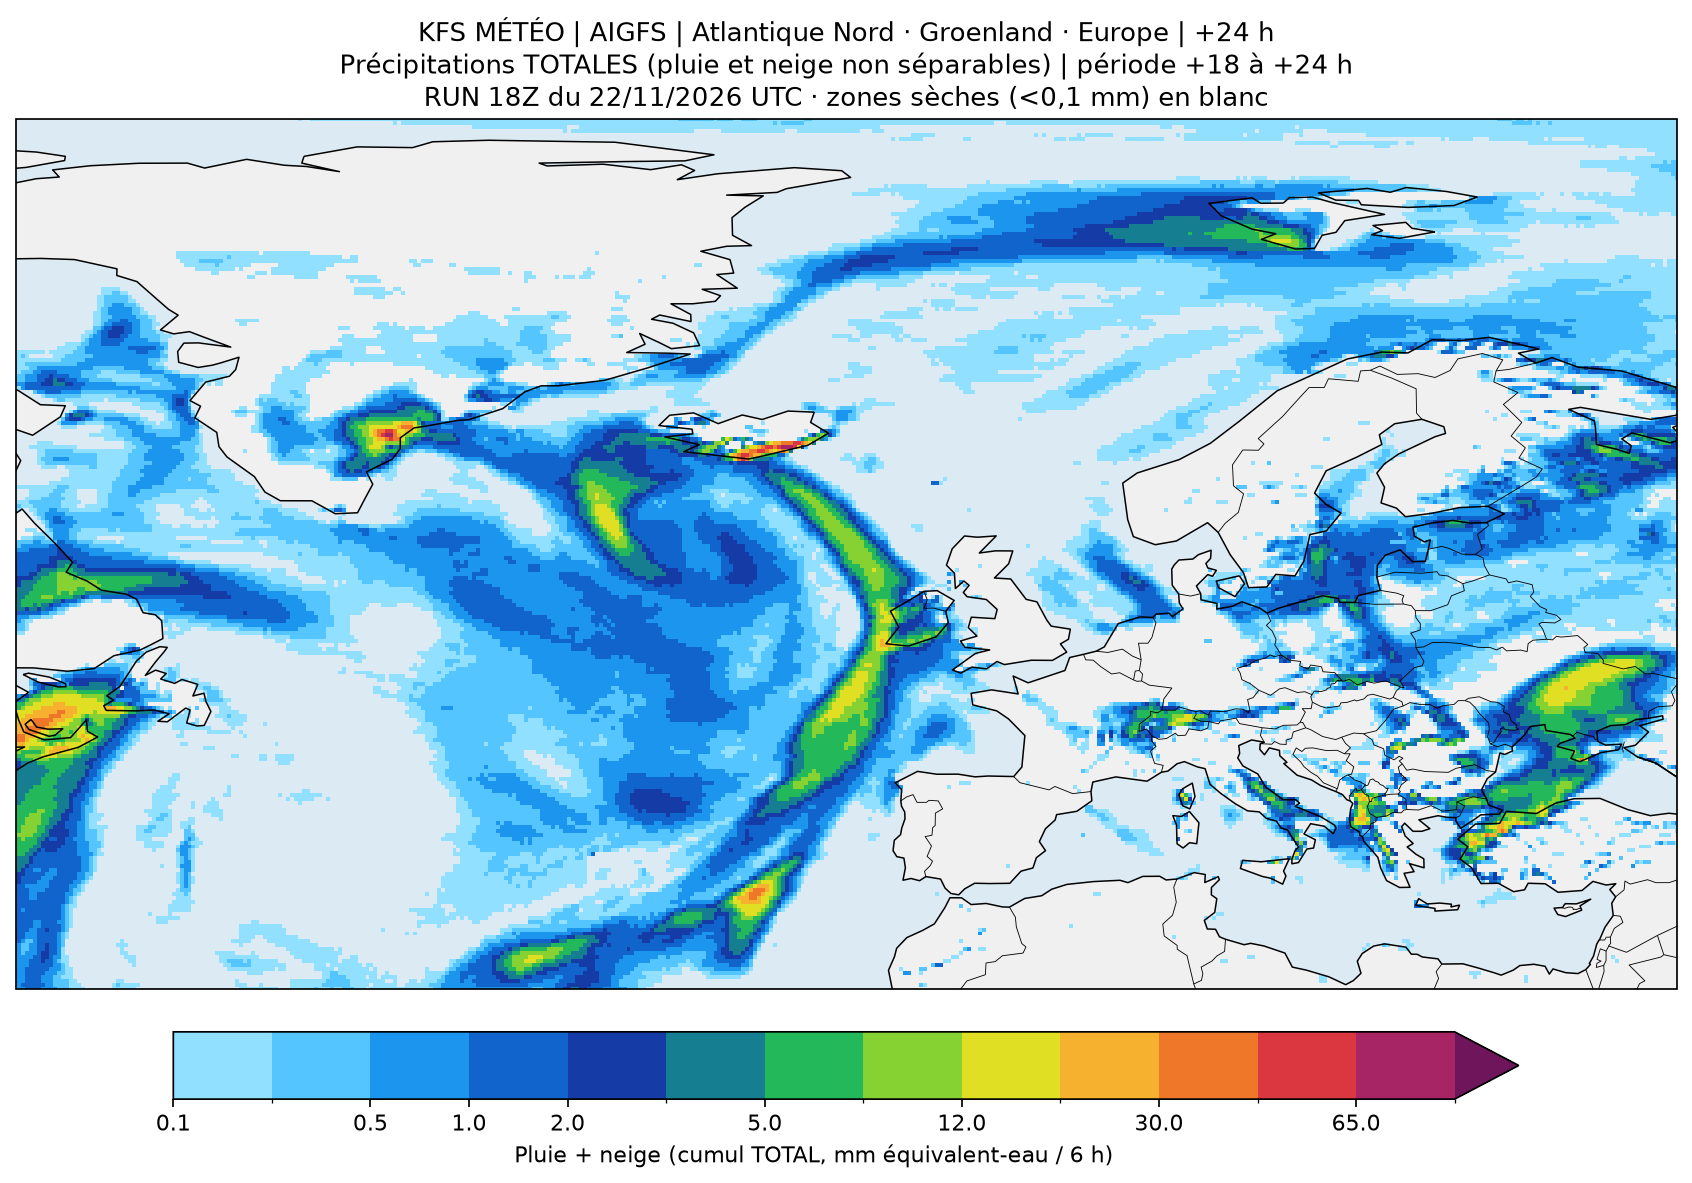 KFS MÉTÉO | AIGFS | Atlantique Nord · Groenland · Europe | +24 h
Précipitations TOTALES (pluie et neige non séparables) | période +18 à +24 h
RUN 18Z du 22/11/2026 UTC · zones sèches (<0,1 mm) en blanc
0.1 0.5 1.0 2.0 5.0 12.0 30.0 65.0
Pluie + neige (cumul TOTAL, mm équivalent-eau / 6 h)